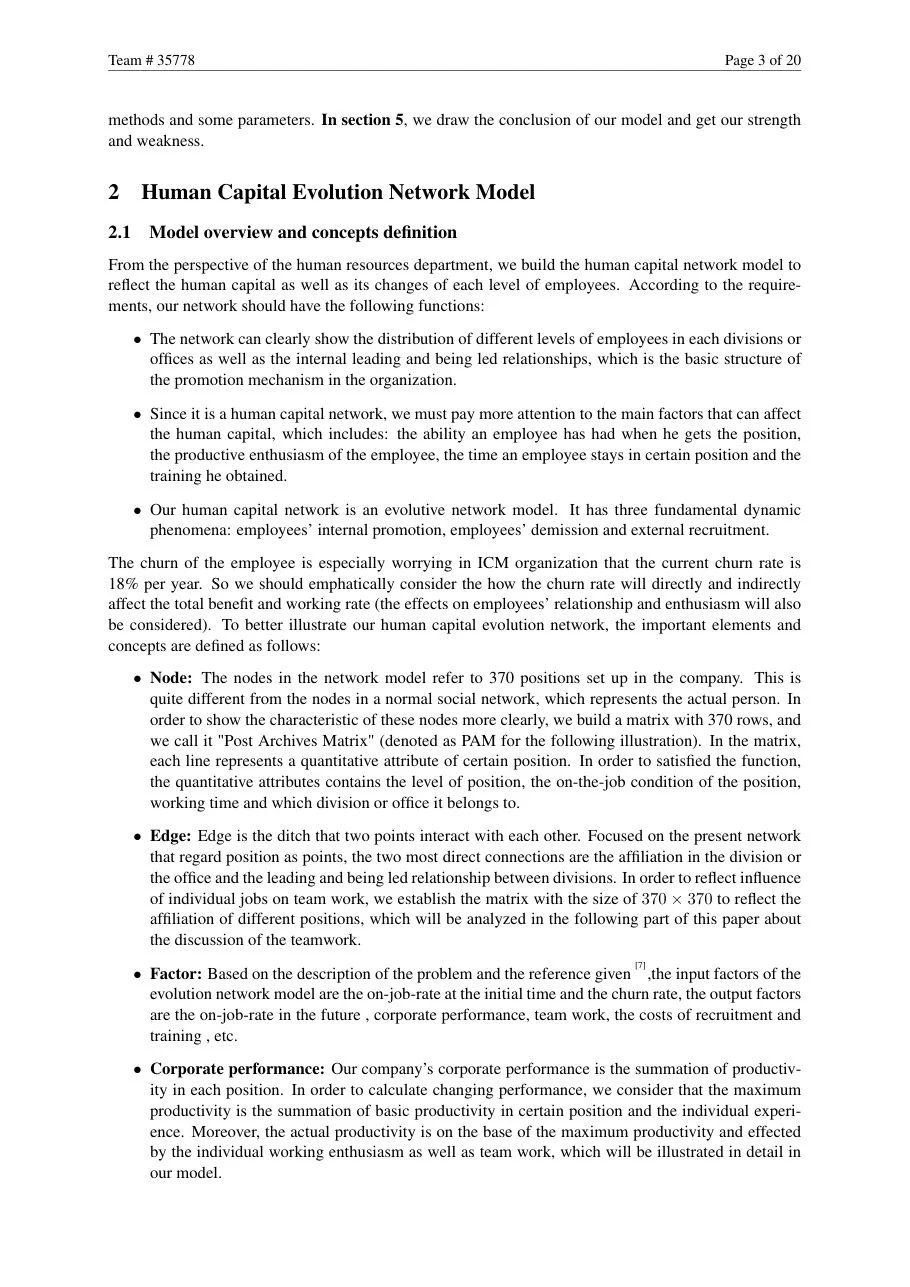 Team # 35778 Page 3 of 20
methods and some parameters. In section 5, we draw the conclusion of our model and get our strength
and weakness.
2 Human Capital Evolution Network Model
2.1 Model overview and concepts definition
From the perspective of the human resources department, we build the human capital network model to
reflect the human capital as well as its changes of each level of employees. According to the require-
ments, our network should have the following functions:
• The network can clearly show the distribution of different levels of employees in each divisions or
offices as well as the internal leading and being led relationships, which is the basic structure of
the promotion mechanism in the organization.
• Since it is a human capital network, we must pay more attention to the main factors that can affect
the human capital, which includes: the ability an employee has had when he gets the position,
the productive enthusiasm of the employee, the time an employee stays in certain position and the
training he obtained.
• Our human capital network is an evolutive network model. It has three fundamental dynamic
phenomena: employees' internal promotion, employees' demission and external recruitment.
The churn of the employee is especially worrying in ICM organization that the current churn rate is
18% per year. So we should emphatically consider the how the churn rate will directly and indirectly
affect the total benefit and working rate (the effects on employees' relationship and enthusiasm will also
be considered). To better illustrate our human capital evolution network, the important elements and
concepts are defined as follows:
• Node: The nodes in the network model refer to 370 positions set up in the company. This is
quite different from the nodes in a normal social network, which represents the actual person. In
order to show the characteristic of these nodes more clearly, we build a matrix with 370 rows, and
we call it "Post Archives Matrix" (denoted as PAM for the following illustration). In the matrix,
each line represents a quantitative attribute of certain position. In order to satisfied the function,
the quantitative attributes contains the level of position, the on-the-job condition of the position,
working time and which division or office it belongs to.
• Edge: Edge is the ditch that two points interact with each other. Focused on the present network
that regard position as points, the two most direct connections are the affiliation in the division or
the office and the leading and being led relationship between divisions. In order to reflect influence
of individual jobs on team work, we establish the matrix with the size of 370 × 370 to reflect the
affiliation of different positions, which will be analyzed in the following part of this paper about
the discussion of the teamwork.
• Factor: Based on the description of the problem and the reference given [7] ,the input factors of the
evolution network model are the on-job-rate at the initial time and the churn rate, the output factors
are the on-job-rate in the future , corporate performance, team work, the costs of recruitment and
training , etc.
• Corporate performance: Our company's corporate performance is the summation of productiv-
ity in each position. In order to calculate changing performance, we consider that the maximum
productivity is the summation of basic productivity in certain position and the individual experi-
ence. Moreover, the actual productivity is on the base of the maximum productivity and effected
by the individual working enthusiasm as well as team work, which will be illustrated in detail in
our model.